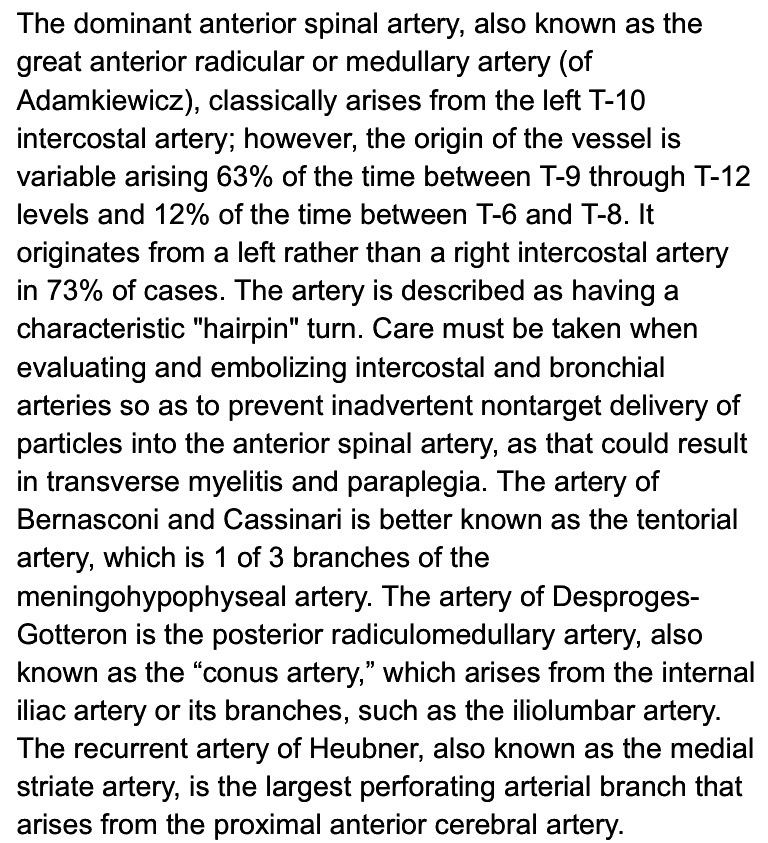 The dominant anterior spinal artery, also known as the
great anterior radicular or medullary artery (of
Adamkiewicz), classically arises from the left T-10
intercostal artery; however, the origin of the vessel is
variable arising 63% of the time between T-9 through T-12
levels and 12% of the time between T-6 and T-8. It
originates from a left rather than a right intercostal artery
in 73% of cases. The artery is described as having a
characteristic "hairpin" turn. Care must be taken when
evaluating and embolizing intercostal and bronchial
arteries so as to prevent inadvertent nontarget delivery of
particles into the anterior spinal artery, as that could result
in transverse myelitis and paraplegia. The artery of
Bernasconi and Cassinari is better known as the tentorial
artery, which is 1 of 3 branches of the
meningohypophyseal artery. The artery of Desproges-
Gotteron is the posterior radiculomedullary artery, also
known as the “conus artery,” which arises from the internal
iliac artery or its branches, such as the iliolumbar artery.
The recurrent artery of Heubner, also known as the medial
striate artery, is the largest perforating arterial branch that
arises from the proximal anterior cerebral artery.